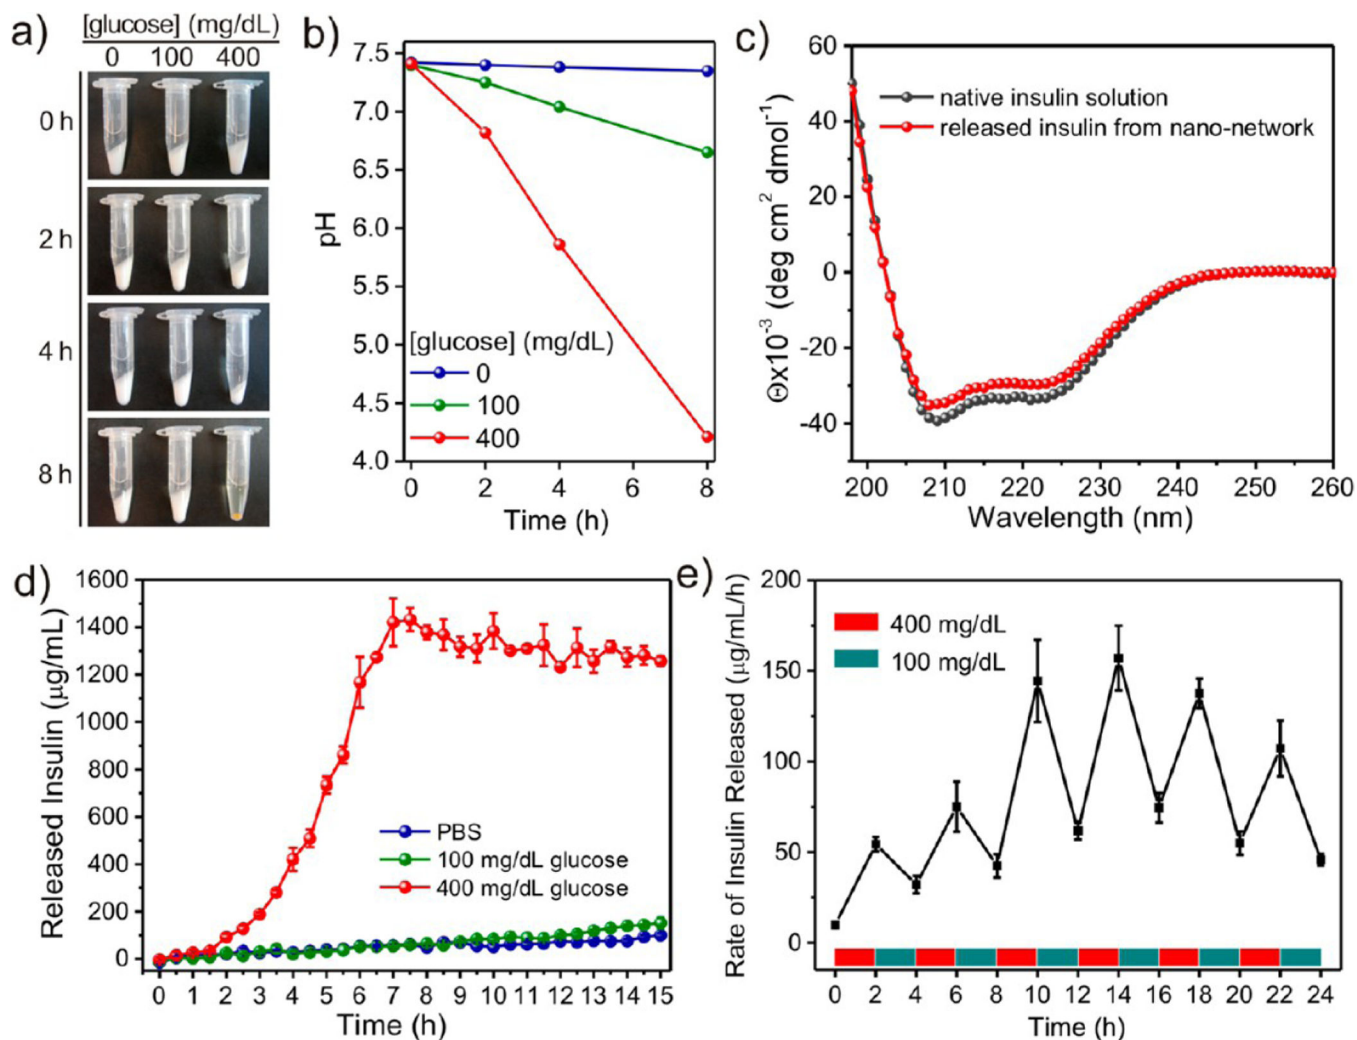 a)
[glucose] (mg/dL)
0 100 400
0 h
2 h
4 h
8 h
b)
7.5
7.0
6.5
6.0
5.5
5.0
4.5
4.0
pH
[glucose] (mg/dL)
0
100
400
0 2 4 6 8
Time (h)
c)
60
40
20
0
-20
-40
Θx10⁻³ (deg cm² dmol⁻¹)
native insulin solution
released insulin from nano-network
200 210 220 230 240 250 260
Wavelength (nm)
d)
1600
1400
1200
1000
800
600
400
200
0
Released Insulin (μg/mL)
PBS
100 mg/dL glucose
400 mg/dL glucose
0 1 2 3 4 5 6 7 8 9 10 11 12 13 14 15
Time (h)
e)
200
150
100
50
0
Rate of Insulin Released (μg/mL/h)
400 mg/dL
100 mg/dL
0 2 4 6 8 10 12 14 16 18 20 22 24
Time (h)